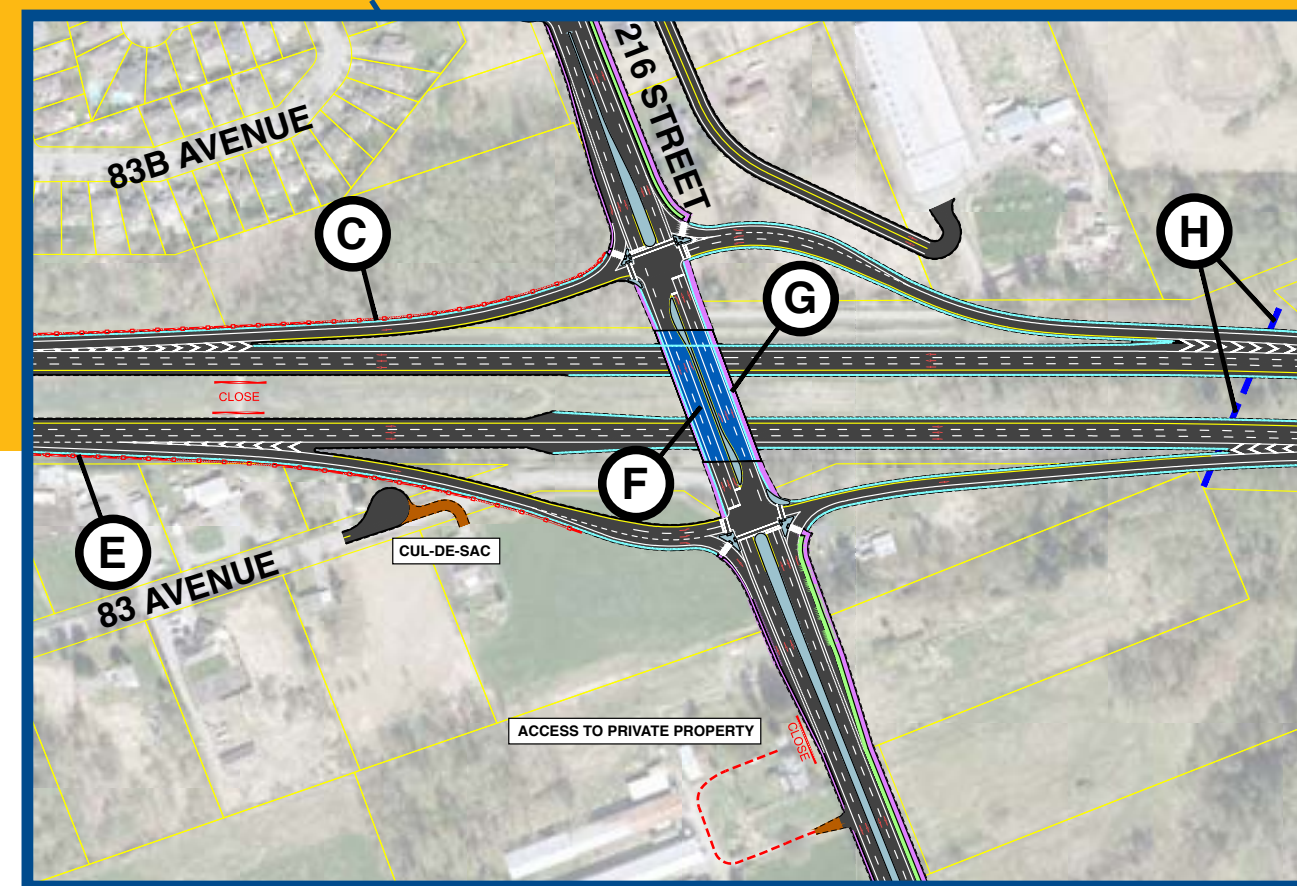 216 STREET
83B AVENUE
C
H
G
CLOSE
F
E
CUL-DE-SAC
83 AVENUE
ACCESS TO PRIVATE PROPERTY
CLOSE